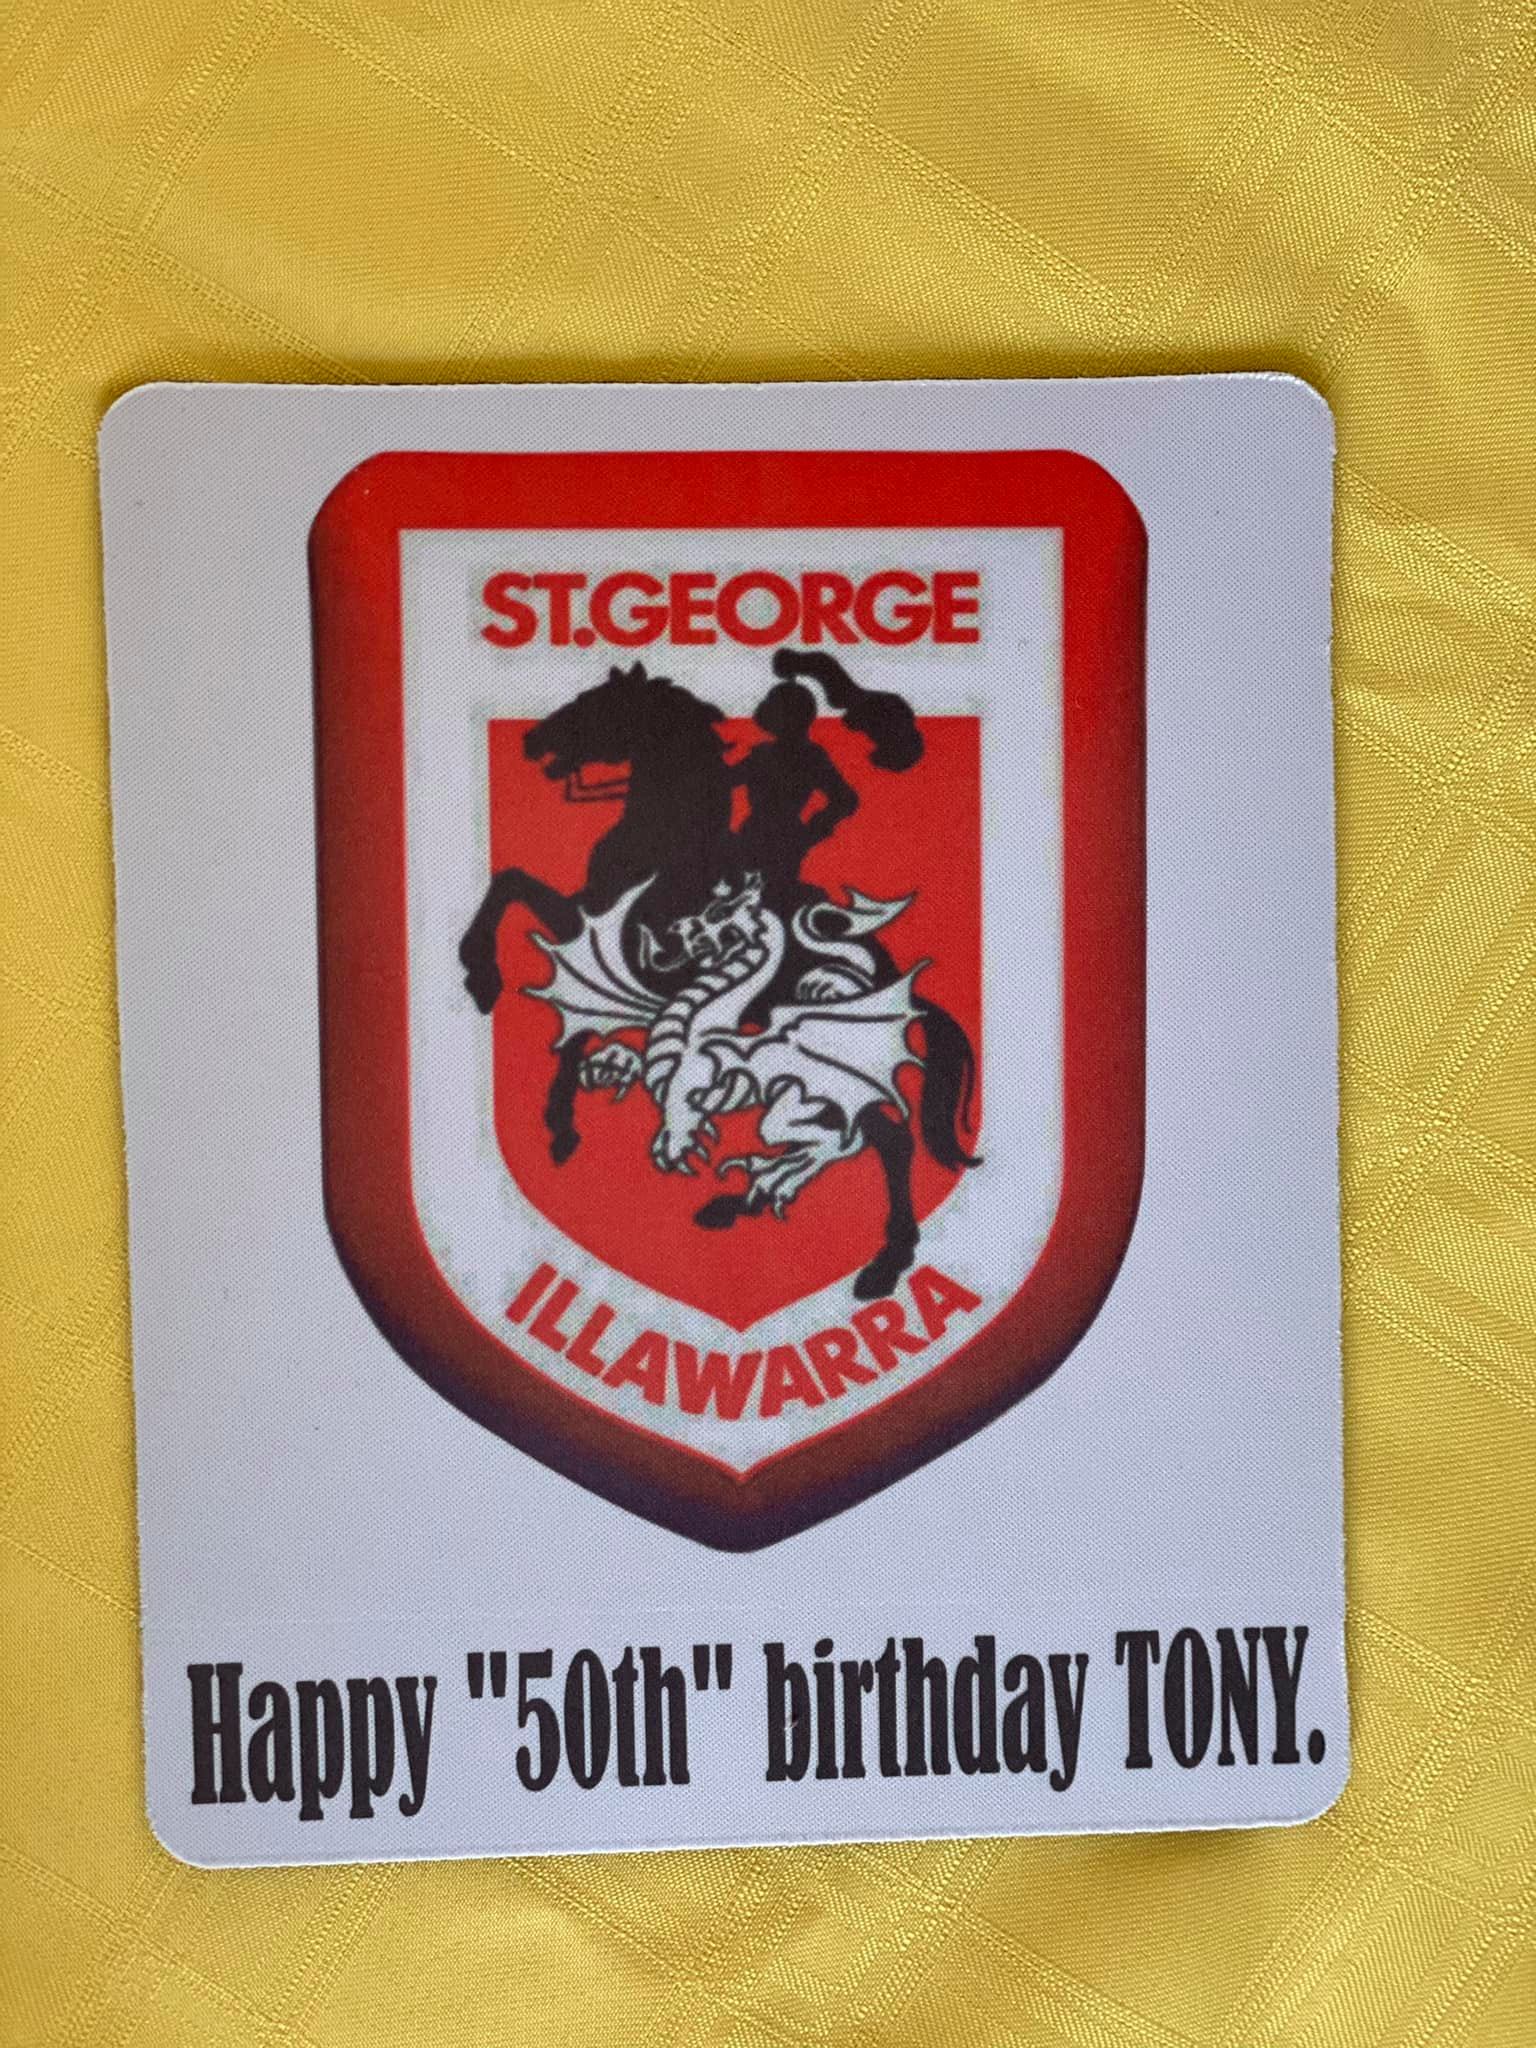 ST.GEORGE
ILLAWARRA
Happy "50th" birthday TONY.